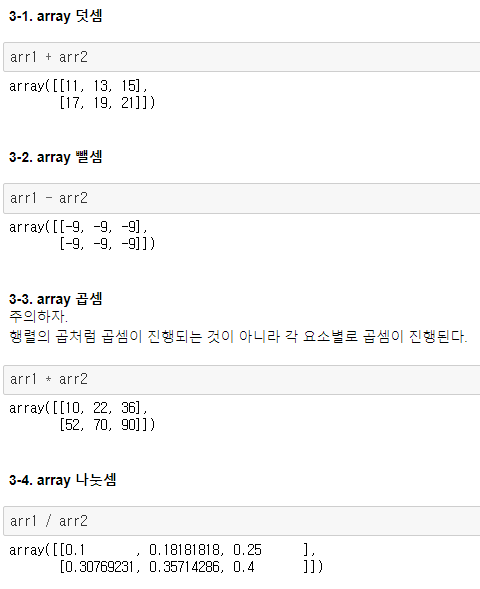 3-1. array 덧셈
arr1 + arr2
array([[11, 13, 15],
       [17, 19, 21]])
3-2. array 뺄셈
arr1 - arr2
array([[-9, -9, -9],
       [-9, -9, -9]])
3-3. array 곱셈
주의하자.
행렬의 곱처럼 곱셈이 진행되는 것이 아니라 각 요소별로 곱셈이 진행된다.
arr1 * arr2
array([[10, 22, 36],
       [52, 70, 90]])
3-4. array 나눗셈
arr1 / arr2
array([[0.1       , 0.18181818, 0.25      ],
       [0.30769231, 0.35714286, 0.4       ]])